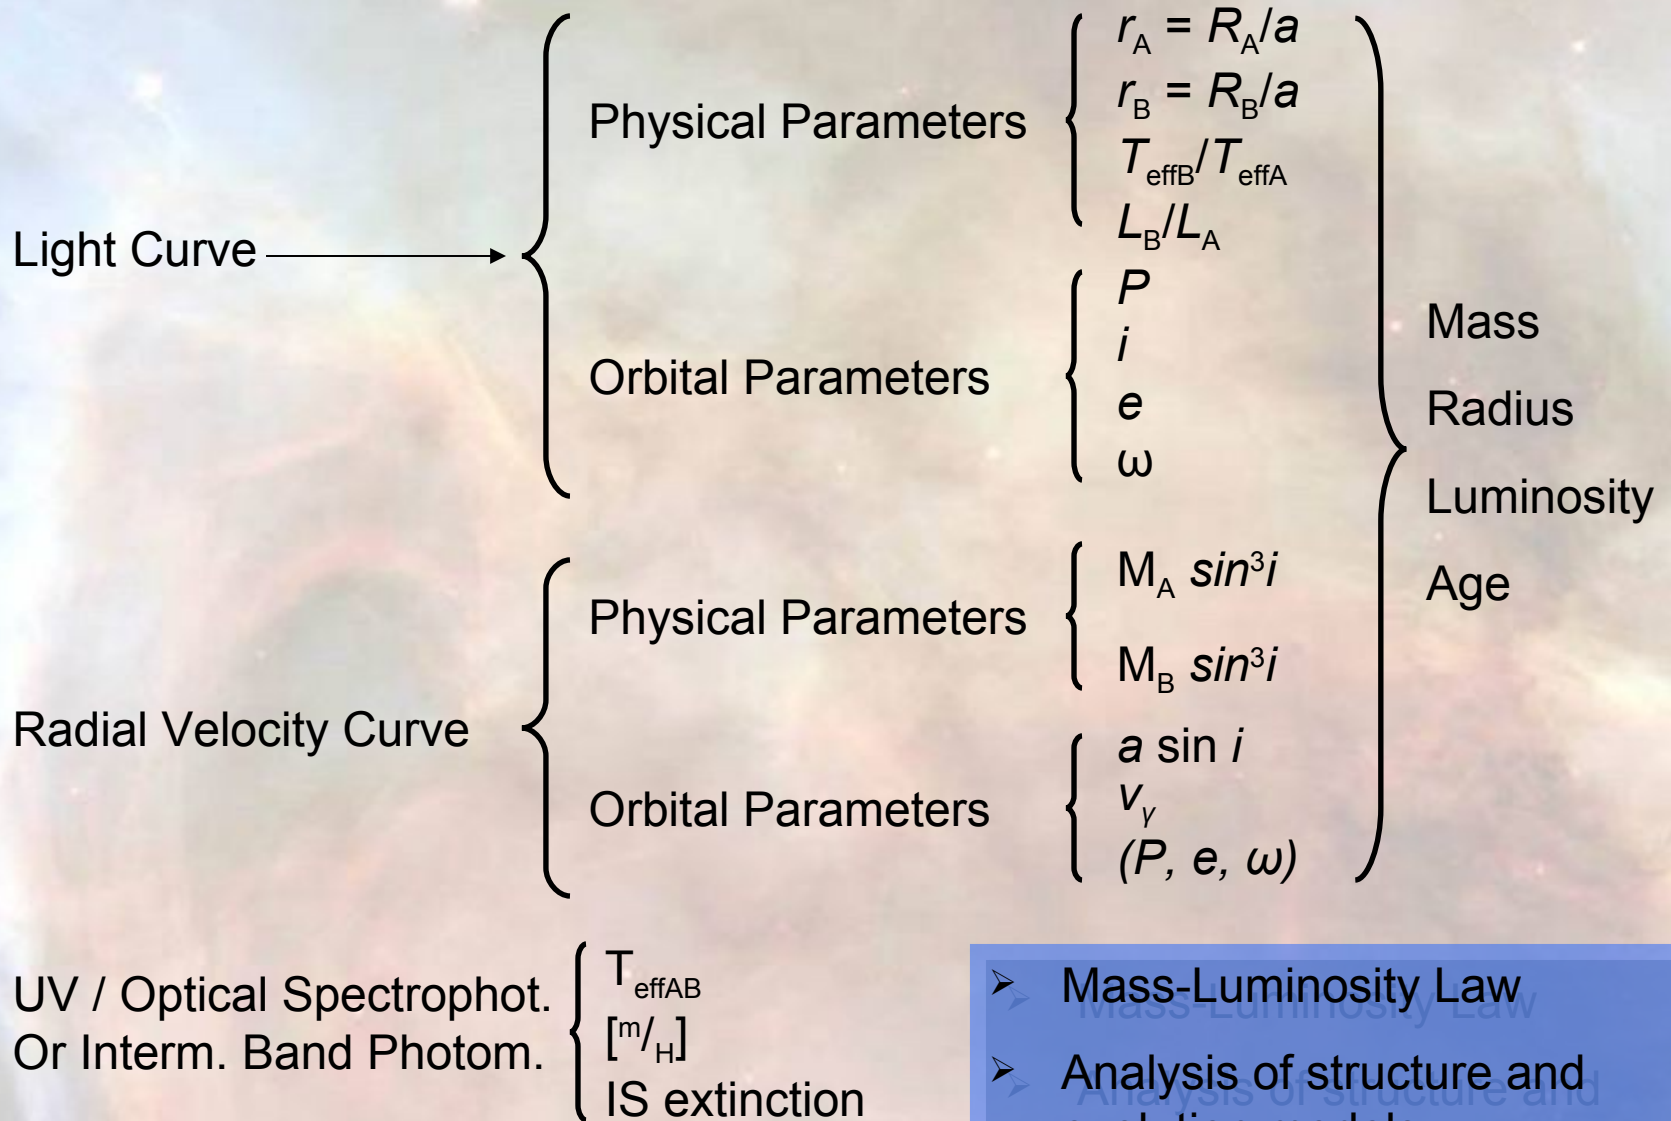 Light Curve
Physical Parameters
r_A = R_A/a
r_B = R_B/a
T_effB/T_effA
L_B/L_A
Orbital Parameters
P
i
e
ω
Radial Velocity Curve
Physical Parameters
M_A sin³i
M_B sin³i
Orbital Parameters
a sin i
v_γ
(P, e, ω)
Mass
Radius
Luminosity
Age
UV / Optical Spectrophot.
Or Interm. Band Photom.
T_effAB
[m/H]
IS extinction
➢ Mass-Luminosity Law
➢ Analysis of structure and